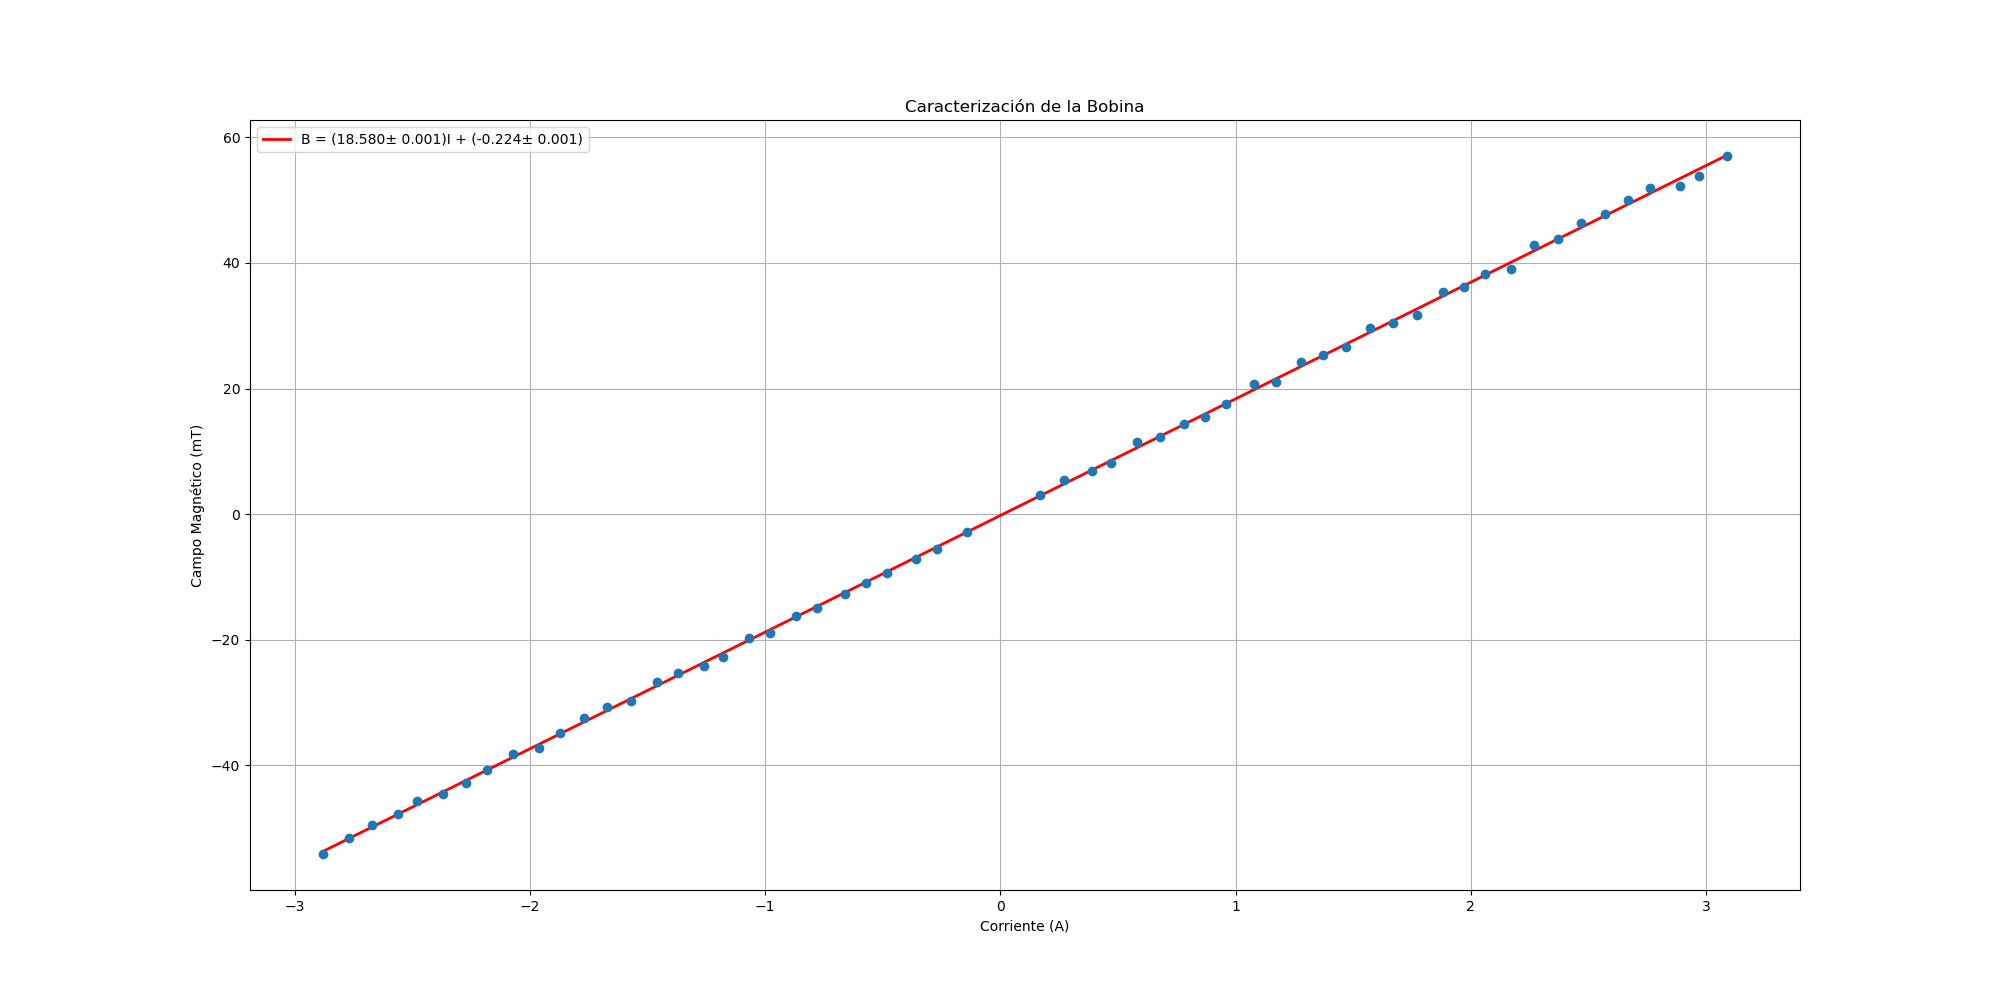 Caracterización de la Bobina
B = (18.580± 0.001)I + (-0.224± 0.001)
60
40
20
0
−20
−40
Campo Magnético (mT)
−3 −2 −1 0 1 2 3
Corriente (A)